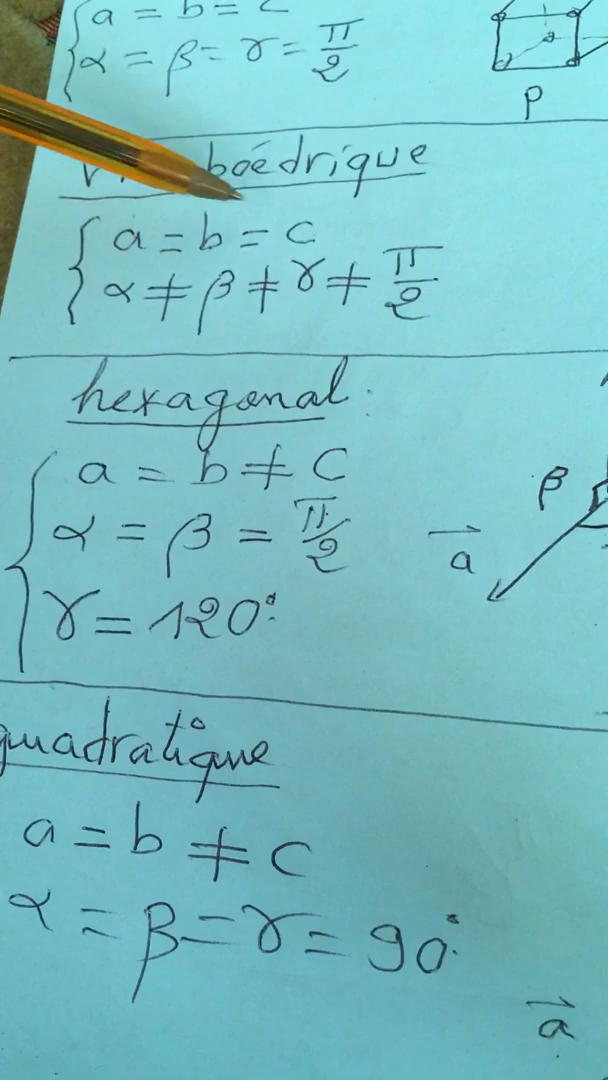 a = b = c
α = β = γ = π/2
P
boédrique
a = b = c
α ≠ β ≠ γ ≠ π/2
hexagonal:
a = b ≠ c
α = β = π/2
γ = 120°
β
a
quadratique
a = b ≠ c
α = β = γ = 90°
a